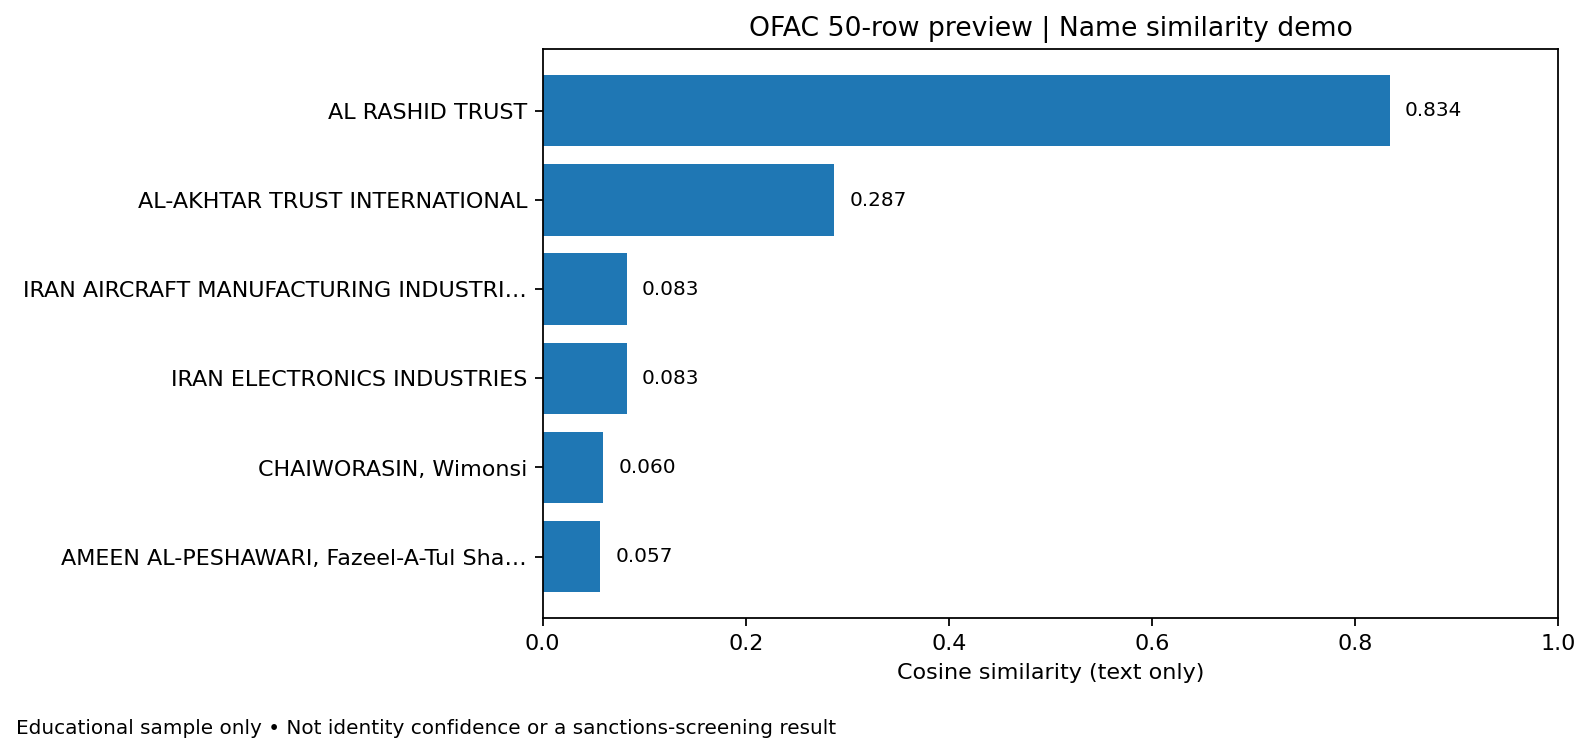 OFAC 50-row preview | Name similarity demo
AL RASHID TRUST
0.834
AL-AKHTAR TRUST INTERNATIONAL
0.287
IRAN AIRCRAFT MANUFACTURING INDUSTRI…
0.083
IRAN ELECTRONICS INDUSTRIES
0.083
CHAIWORASIN, Wimonsi
0.060
AMEEN AL-PESHAWARI, Fazeel-A-Tul Sha…
0.057
0.0 0.2 0.4 0.6 0.8 1.0
Cosine similarity (text only)
Educational sample only • Not identity confidence or a sanctions-screening result